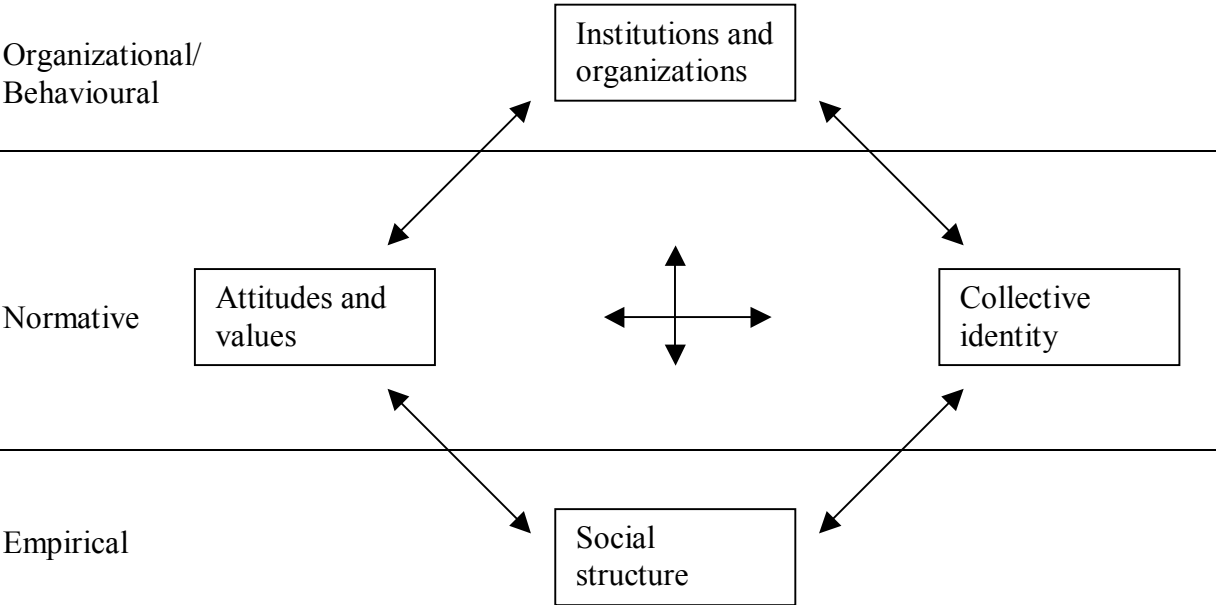 Organizational/
Behavioural
Institutions and
organizations
Normative
Attitudes and
values
Collective
identity
Empirical
Social
structure